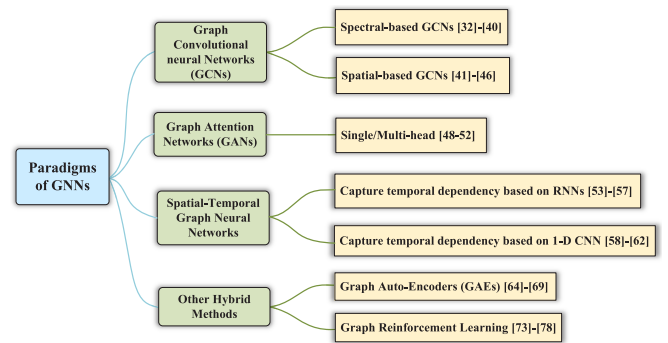 Paradigms
of GNNs
Graph
Convolutional
neural Networks
(GCNs)
Spectral-based GCNs [32]-[40]
Spatial-based GCNs [41]-[46]
Graph Attention
Networks (GANs)
Single/Multi-head [48-52]
Spatial-Temporal
Graph Neural
Networks
Capture temporal dependency based on RNNs [53]-[57]
Capture temporal dependency based on 1-D CNN [58]-[62]
Other Hybrid
Methods
Graph Auto-Encoders (GAEs) [64]-[69]
Graph Reinforcement Learning [73]-[78]